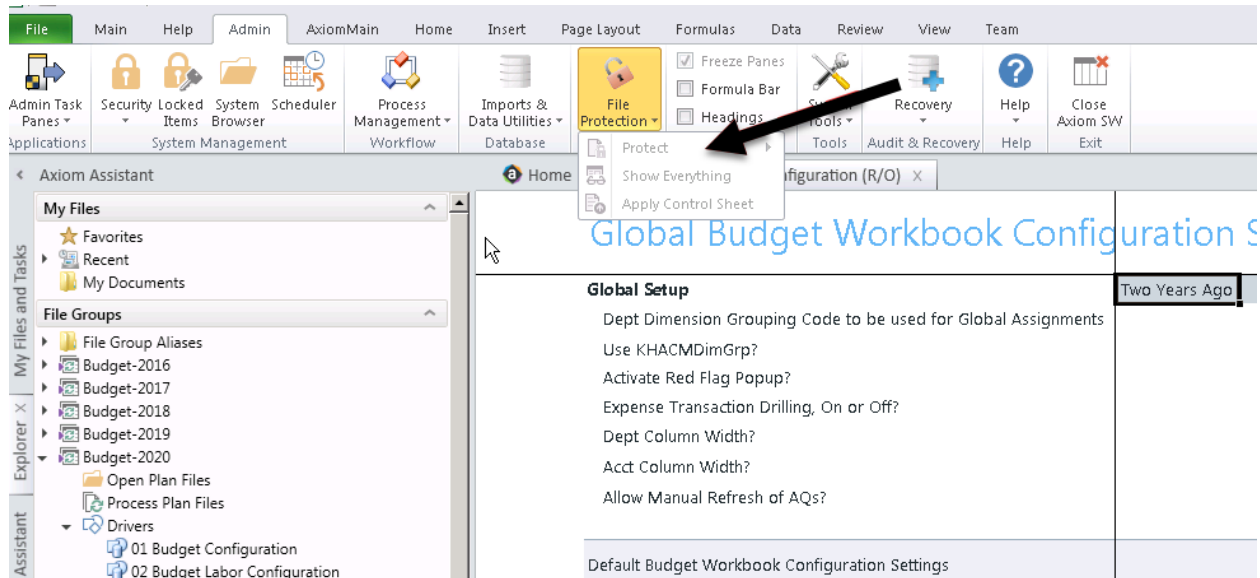 File Main Help Admin AxiomMain Home Insert Page Layout Formulas Data Review View Team
Admin Task Panes
Security
Locked Items
System Browser
Scheduler
Process Management
Imports & Data Utilities
File Protection
Freeze Panes
Formula Bar
Headings
Tools
Recovery
Help
Close Axiom SW
Applications System Management Workflow Database Tools Audit & Recovery Help Exit
Protect
Show Everything
Apply Control Sheet
Axiom Assistant
Home
figuration (R/O)
My Files
Favorites
Recent
My Documents
File Groups
File Group Aliases
Budget-2016
Budget-2017
Budget-2018
Budget-2019
Budget-2020
Open Plan Files
Process Plan Files
Drivers
01 Budget Configuration
02 Budget Labor Configuration
My Files and Tasks
Explorer
Assistant
Global Budget Workbook Configuration S
Global Setup
Two Years Ago
Dept Dimension Grouping Code to be used for Global Assignments
Use KHACMDimGrp?
Activate Red Flag Popup?
Expense Transaction Drilling, On or Off?
Dept Column Width?
Acct Column Width?
Allow Manual Refresh of AQs?
Default Budget Workbook Configuration Settings